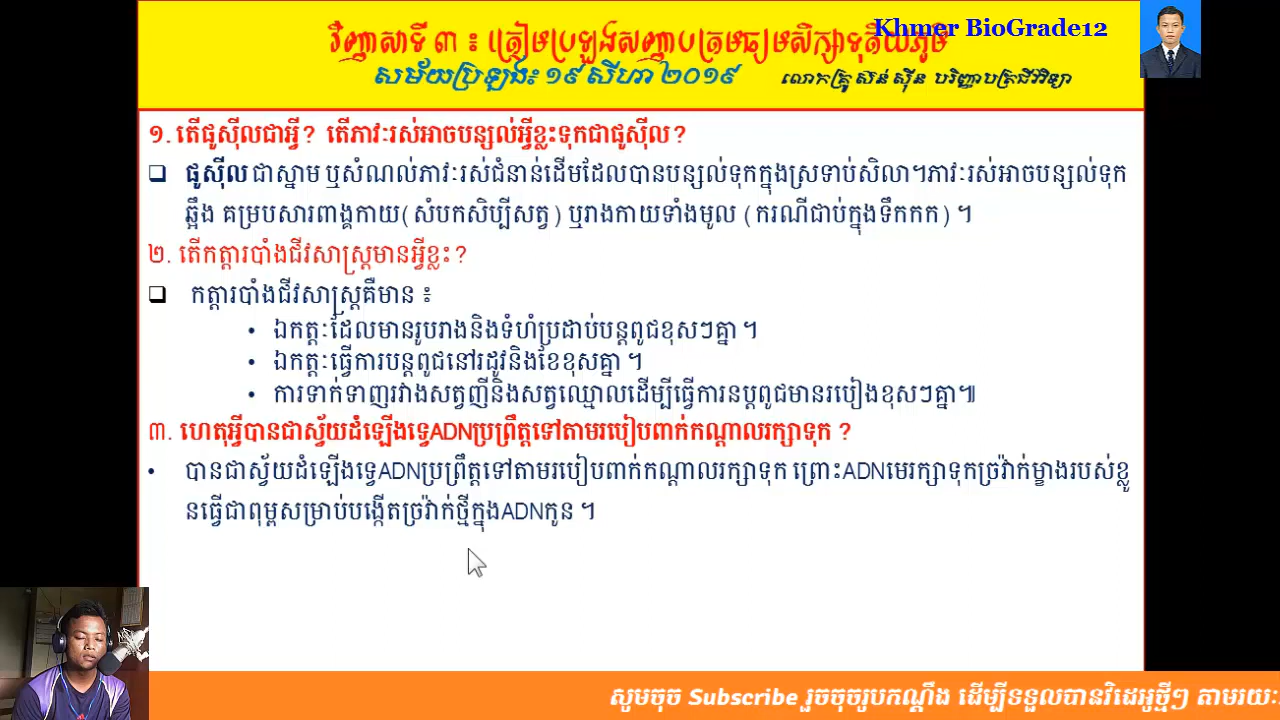 វិញ្ញាសាទី ៣ ៖ ត្រៀមប្រឡងសញ្ញាបត្រមធ្យមសិក្សាទុតិយភូមិ
Khmer BioGrade12
សម័យប្រឡង៖ ១៩ សីហា ២០១៩ លោកគ្រូ ស៊ន់ ស៊ីន បរិញ្ញាបត្រជីវវិទ្យា
១. តើផូស៊ីលជាអ្វី? តើភាវៈរស់អាចបន្សល់អ្វីខ្លះទុកជាផូស៊ីល?
❑ ផូស៊ីល ជាស្នាម ឬសំណល់ភាវៈរស់ជំនាន់ដើមដែលបានបន្សល់ទុកក្នុងស្រទាប់សិលា។ភាវៈរស់អាចបន្សល់ទុក
ឆ្អឹង គម្របសារពាង្គកាយ( សំបកសិប្បីសត្វ ) ឬរាងកាយទាំងមូល (ករណីជាប់ក្នុងទឹកកក) ។
២. តើកត្តារបាំងជីវសាស្ត្រមានអ្វីខ្លះ?
❑ កត្តារបាំងជីវសាស្ត្រគឺមាន ៖
• ឯកត្តៈដែលមានរូបរាងនិងទំហំប្រដាប់បន្តពូជខុសៗគ្នា ។
• ឯកត្តៈធ្វើការបន្តពូជនៅរដូវនិងខែខុសគ្នា ។
• ការទាក់ទាញរវាងសត្វញីនិងសត្វឈ្មោលដើម្បីធ្វើការនប្តពូជមានរបៀងខុសៗគ្នា៕
៣. ហេតុអ្វីបានជាស្វ័យដំឡើងទ្វេADNប្រព្រឹត្តទៅតាមរបៀបពាក់កណ្តាលរក្សាទុក ?
• បានជាស្វ័យដំឡើងទ្វេADNប្រព្រឹត្តទៅតាមរបៀបពាក់កណ្តាលរក្សាទុក ព្រោះADNមេរក្សាទុកច្រវ៉ាក់ម្ខាងរបស់ខ្លួ
នធ្វើជាពុម្ពសម្រាប់បង្កើតច្រវ៉ាក់ថ្មីក្នុងADNកូន ។
សូមចុច Subscribe រួចចុចរូបកណ្តឹង ដើម្បីទទួលបានវិដេអូថ្មីៗ តាមរយៈ